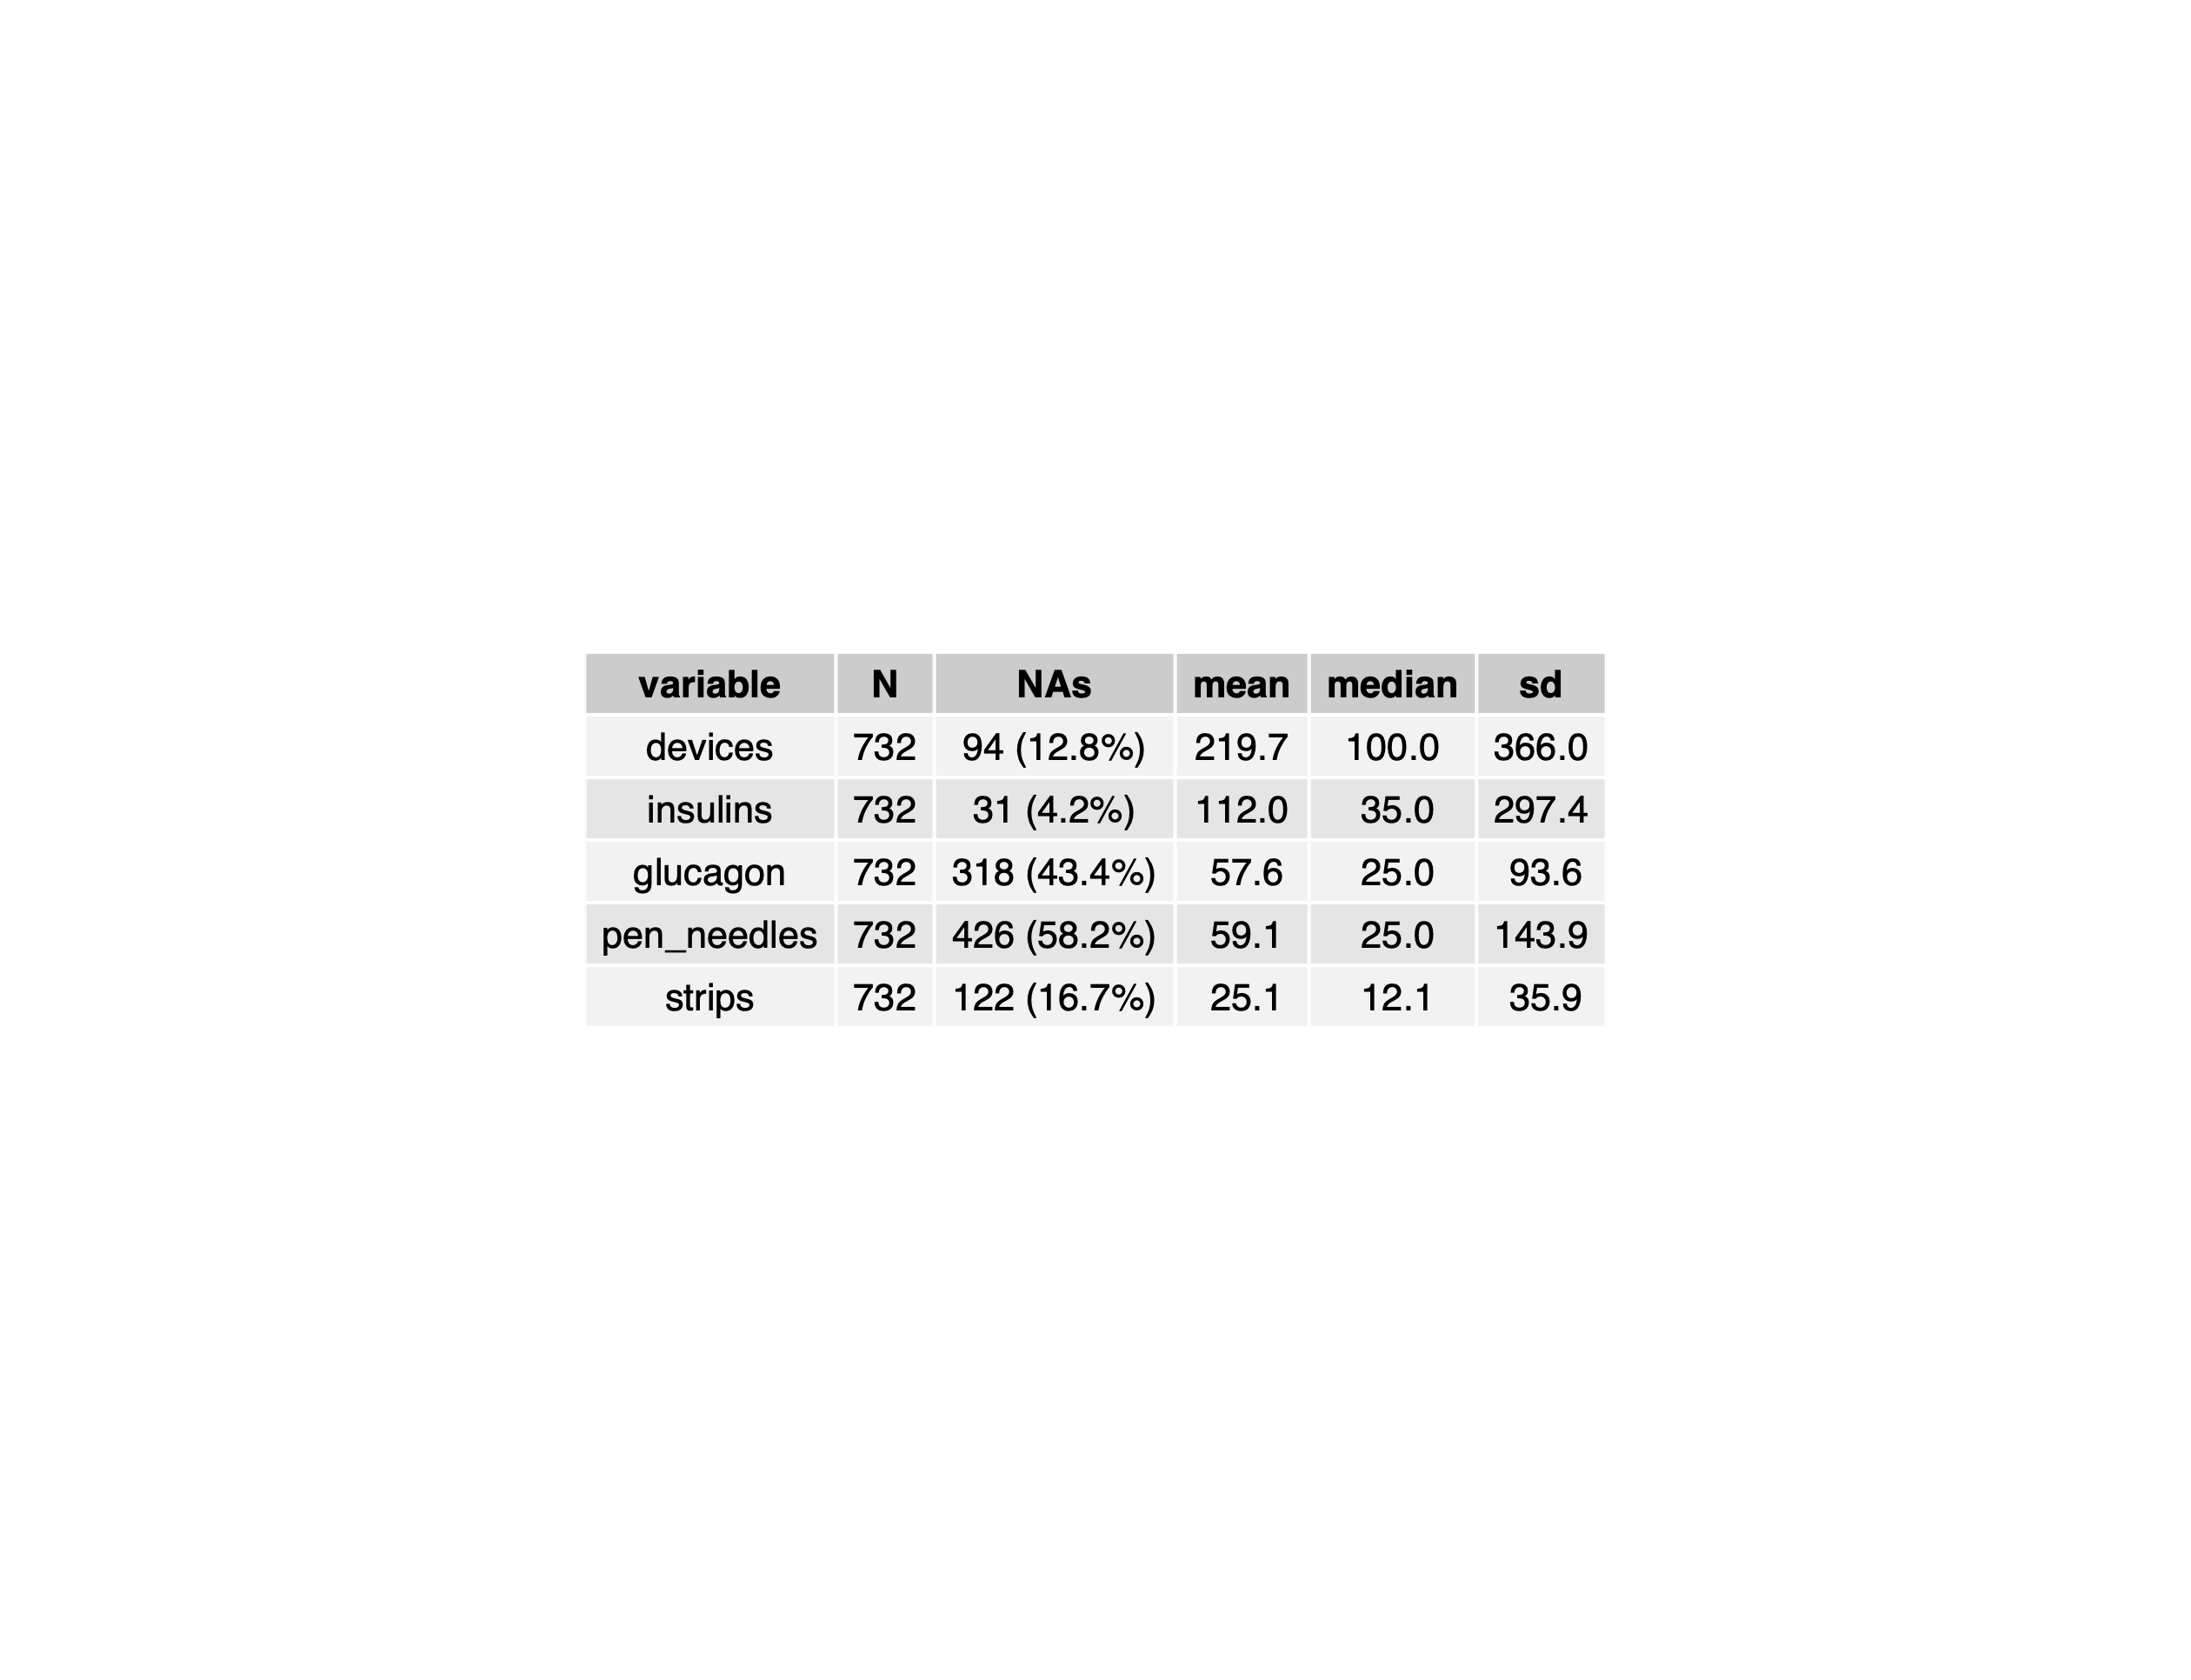 variable N NAs mean median sd
devices 732 94 (12.8%) 219.7 100.0 366.0
insulins 732 31 (4.2%) 112.0 35.0 297.4
glucagon 732 318 (43.4%) 57.6 25.0 93.6
pen_needles 732 426 (58.2%) 59.1 25.0 143.9
strips 732 122 (16.7%) 25.1 12.1 35.9